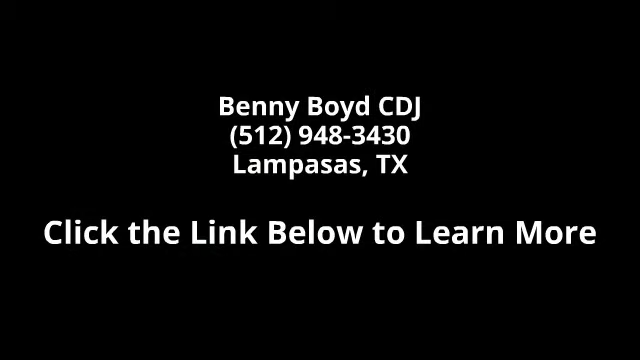 Benny Boyd CDJ
(512) 948-3430
Lampasas, TX
Click the Link Below to Learn More